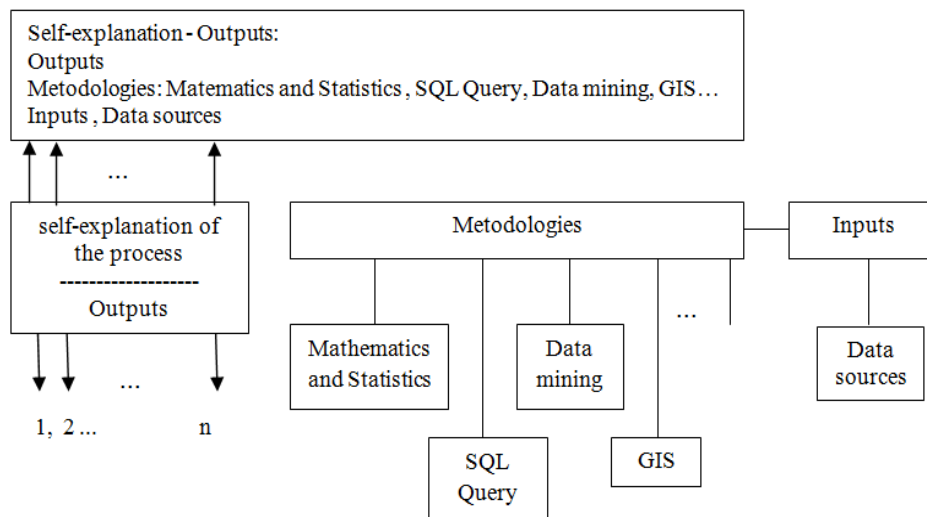 Self-explanation - Outputs:
Outputs
Metodologies: Matematics and Statistics , SQL Query, Data mining, GIS...
Inputs , Data sources
...
self-explanation of
the process
--------------------
Outputs
Metodologies
Inputs
...
Mathematics
and Statistics
Data
mining
Data
sources
...
1, 2 ...
n
SQL
Query
GIS